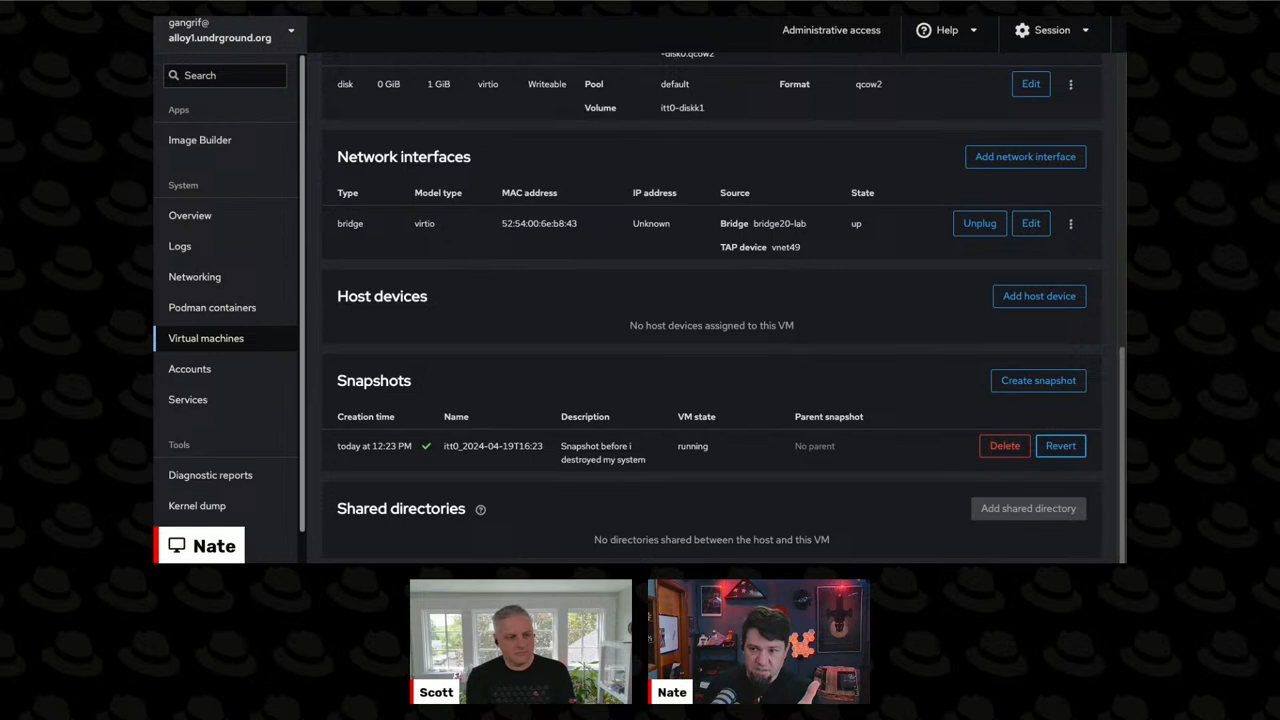 gangrif@
alloy1.undrground.org
Administrative access
Help
Session
Search
Apps
Image Builder
System
Overview
Logs
Networking
Podman containers
Virtual machines
Accounts
Services
Tools
Diagnostic reports
Kernel dump
-disk0.qcow2
disk 0 GiB 1 GiB virtio Writeable Pool default Format qcow2 Edit
Volume itt0-diskk1
Network interfaces
Add network interface
Type Model type MAC address IP address Source State
bridge virtio 52:54:00:6e:b8:43 Unknown Bridge bridge20-lab up Unplug Edit
TAP device vnet49
Host devices
Add host device
No host devices assigned to this VM
Snapshots
Create snapshot
Creation time Name Description VM state Parent snapshot
today at 12:23 PM itt0_2024-04-19T16:23 Snapshot before i running No parent Delete Revert
destroyed my system
Shared directories
Add shared directory
No directories shared between the host and this VM
Nate
Scott
Nate